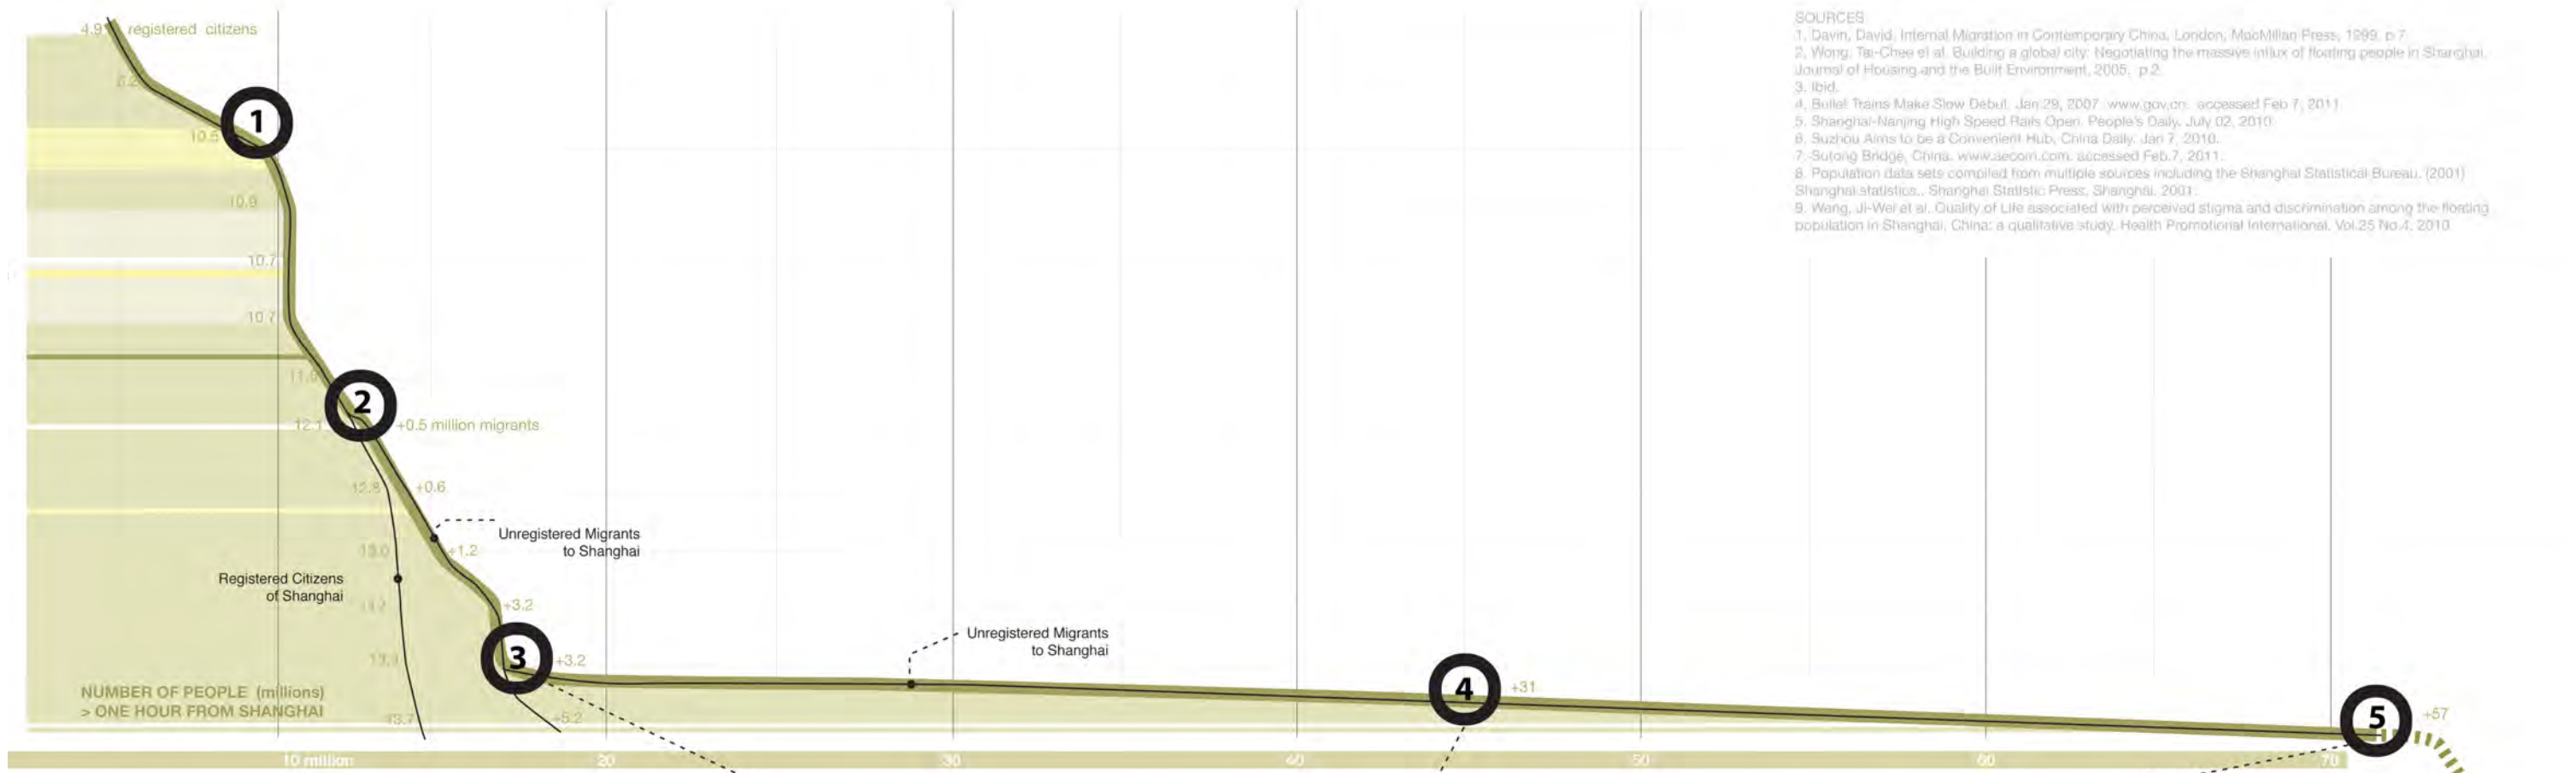 4.9 registered citizens
6.2
1
10.5
10.9
10.7
10.7
11.9
2
12.1 +0.5 million migrants
12.8 +0.6
Unregistered Migrants
to Shanghai
13.0 +1.2
Registered Citizens
of Shanghai
+3.2
3
+3.2
Unregistered Migrants
to Shanghai
4
+31
NUMBER OF PEOPLE (millions)
> ONE HOUR FROM SHANGHAI
13.7 +5.2
5
+57
10 million 20 30 40 50 60 70
SOURCES
1. Davin, David. Internal Migration in Contemporary China. London, MacMillan Press, 1999. p.7
2. Wong, Tai-Chee et al. Building a global city: Negotiating the massive influx of floating people in Shanghai.
Journal of Housing and the Built Environment, 2005. p.2.
3. Ibid.
4. Bullet Trains Make Slow Debut. Jan 29, 2007. www.gov.cn. accessed Feb 7, 2011
5. Shanghai-Nanjing High Speed Rails Open. People's Daily. July 02, 2010
6. Suzhou Aims to be a Convenient Hub, China Daily. Jan 7, 2010.
7. Sutong Bridge, China. www.aecom.com. accessed Feb.7, 2011.
8. Population data sets compiled from multiple sources including the Shanghai Statistical Bureau. (2001)
Shanghai statistics.. Shanghai Statistic Press, Shanghai. 2001.
9. Wang, Ji-Wei et al. Quality of Life associated with perceived stigma and discrimination among the floating
population in Shanghai, China: a qualitative study. Health Promotional International. Vol.25 No.4. 2010